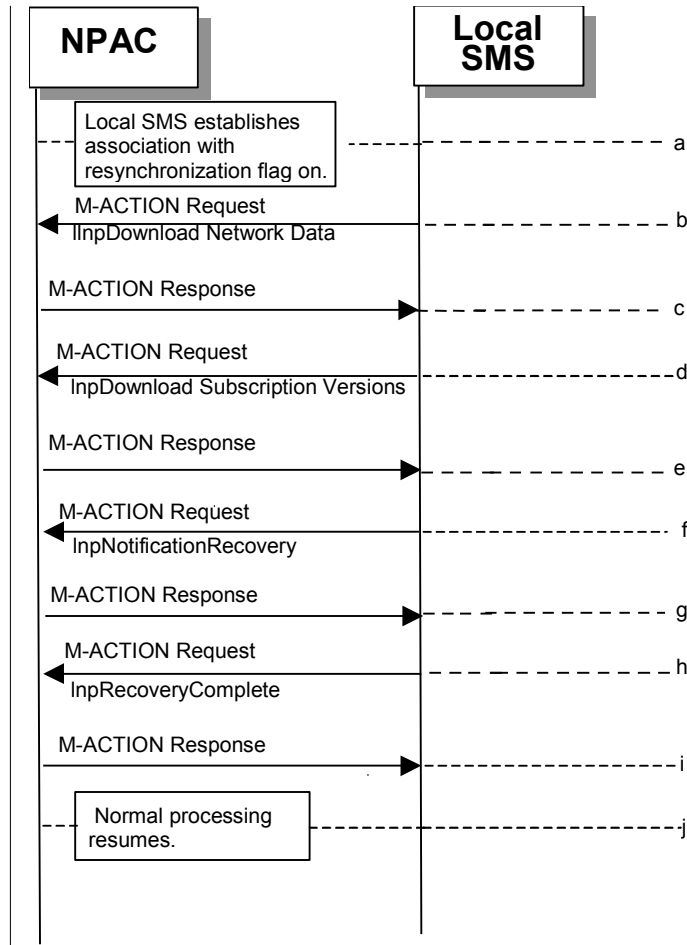 NPAC
Local
SMS
Local SMS establishes
association with
resynchronization flag on.
a
M-ACTION Request
b
llnpDownload Network Data
M-ACTION Response
c
M-ACTION Request
d
lnpDownload Subscription Versions
M-ACTION Response
e
M-ACTION Request
f
lnpNotificationRecovery
M-ACTION Response
g
M-ACTION Request
h
lnpRecoveryComplete
M-ACTION Response
i
Normal processing
resumes.
j